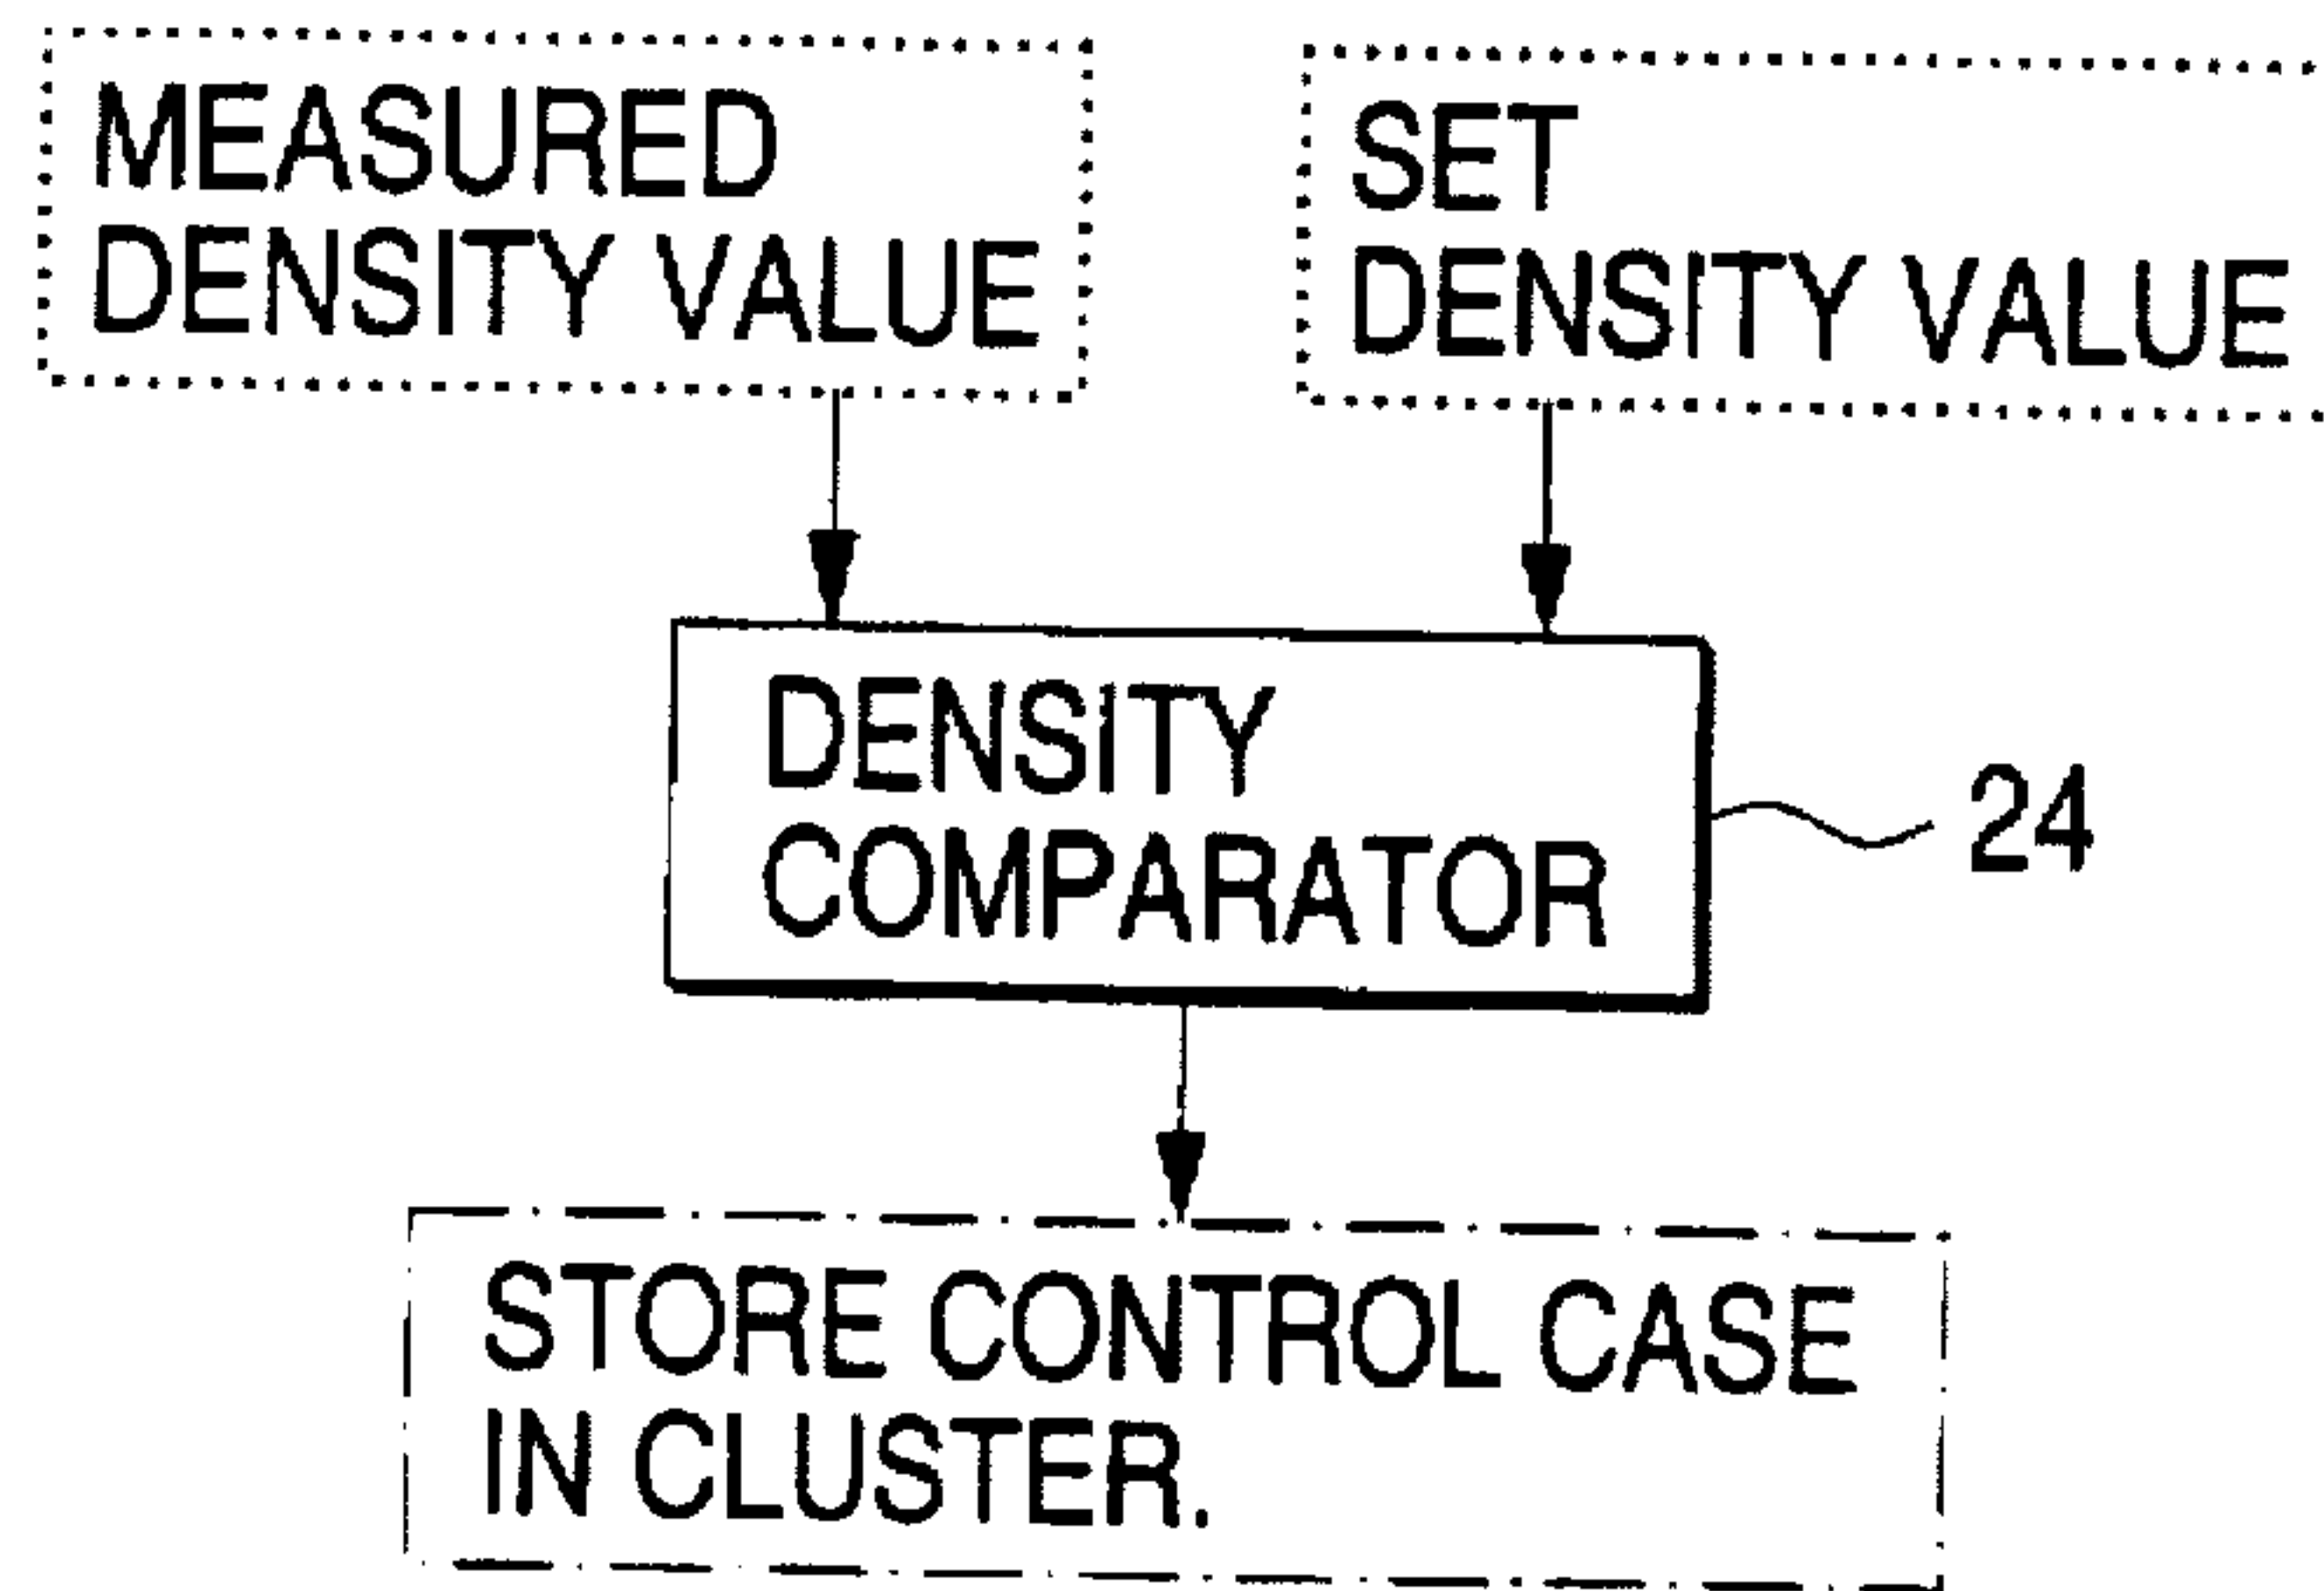 MEASURED
DENSITY VALUE
SET
DENSITY VALUE
DENSITY
COMPARATOR
24
STORE CONTROL CASE
IN CLUSTER.